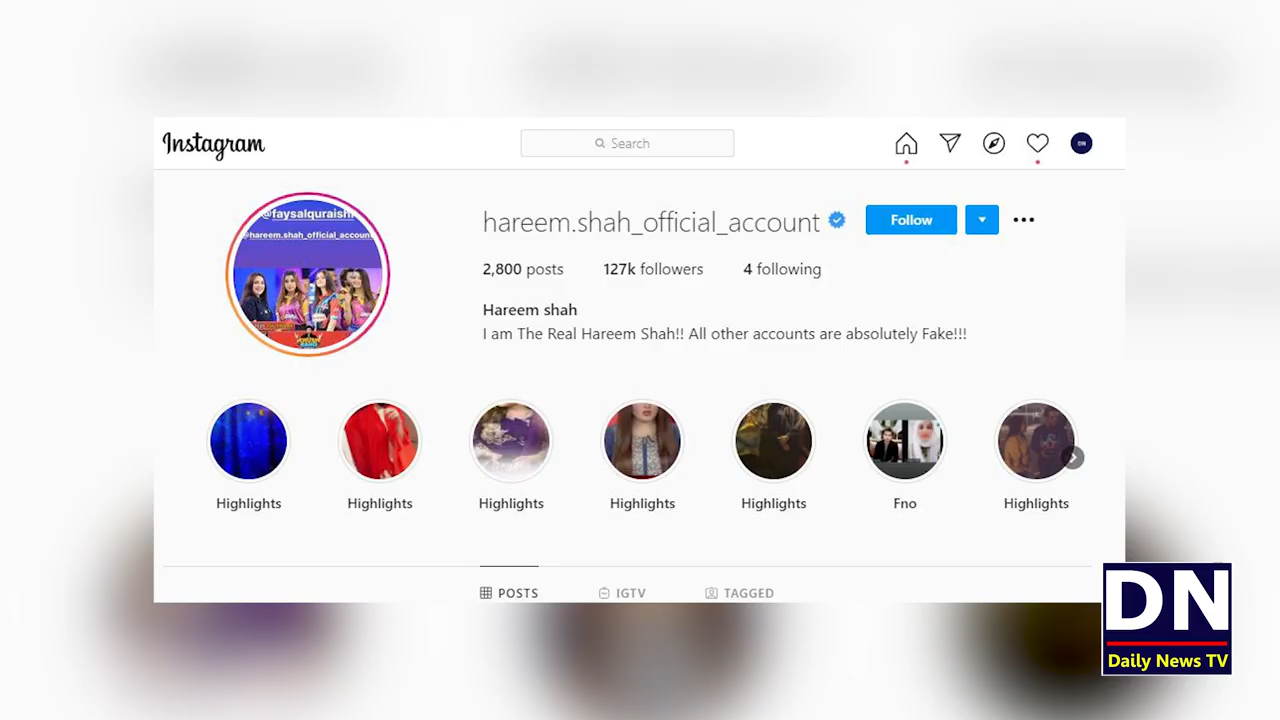 Instagram
Search
DN
@faysalquraishi
@hareem.shah_official_account
hareem.shah_official_account
Follow
2,800 posts 127k followers 4 following
Hareem shah
I am The Real Hareem Shah!! All other accounts are absolutely Fake!!!
Highlights Highlights Highlights Highlights Highlights Fno Highlights
POSTS IGTV TAGGED
DN
Daily News TV